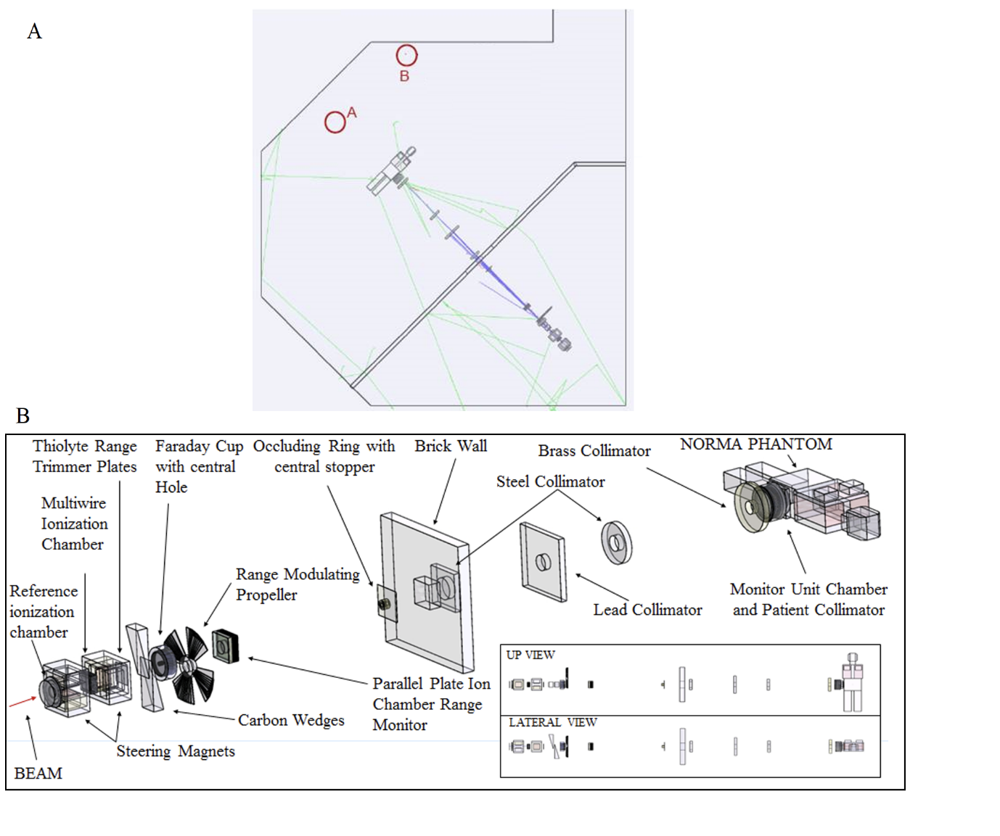 A
B
A
B
Thiolyte Range
Trimmer Plates
Faraday Cup
with central
Hole
Occluding Ring with
central stopper
Brick Wall
Brass Collimator
NORMA PHANTOM
Steel Collimator
Multiwire
Ionization
Chamber
Range Modulating
Propeller
Reference
ionization
chamber
Monitor Unit Chamber
and Patient Collimator
Lead Collimator
UP VIEW
Parallel Plate Ion
Chamber Range
Monitor
Carbon Wedges
LATERAL VIEW
Steering Magnets
BEAM